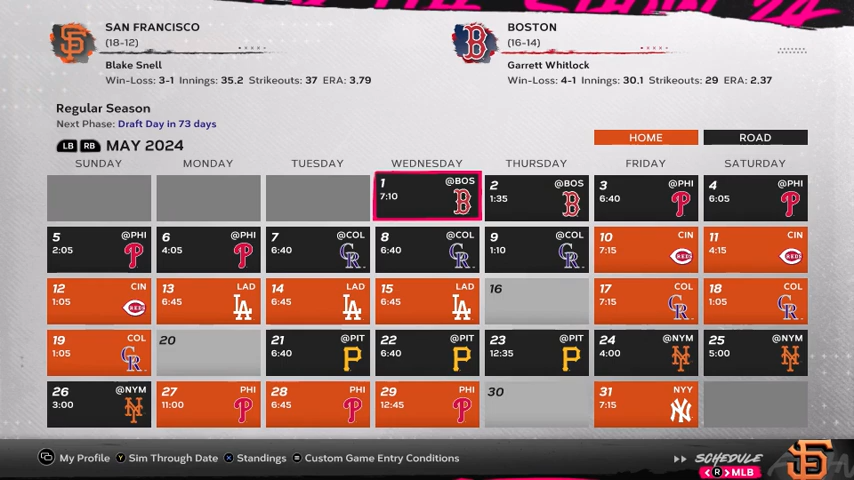 THE SHOW 24
SAN FRANCISCO
(18-12)
Blake Snell
Win-Loss: 3-1 Innings: 35.2 Strikeouts: 37 ERA: 3.79
BOSTON
(16-14)
Garrett Whitlock
Win-Loss: 4-1 Innings: 30.1 Strikeouts: 29 ERA: 2.37
Regular Season
Next Phase: Draft Day in 73 days
LB RB MAY 2024
HOME ROAD
SUNDAY MONDAY TUESDAY WEDNESDAY THURSDAY FRIDAY SATURDAY
1 @BOS 2 @BOS 3 @PHI 4 @PHI
7:10 1:35 6:40 6:05
5 @PHI 6 @PHI 7 @COL 8 @COL 9 @COL 10 CIN 11 CIN
2:05 4:05 6:40 6:40 1:10 7:15 4:15
12 CIN 13 LAD 14 LAD 15 LAD 16 17 COL 18 COL
1:05 6:45 6:45 6:45 7:15 1:05
19 COL 20 21 @PIT 22 @PIT 23 @PIT 24 @NYM 25 @NYM
1:05 6:40 6:40 12:35 4:00 5:00
26 @NYM 27 PHI 28 PHI 29 PHI 30 31 NYY
3:00 11:00 6:45 12:45 7:15
My Profile Y Sim Through Date X Standings Custom Game Entry Conditions
SCHEDULE
R MLB